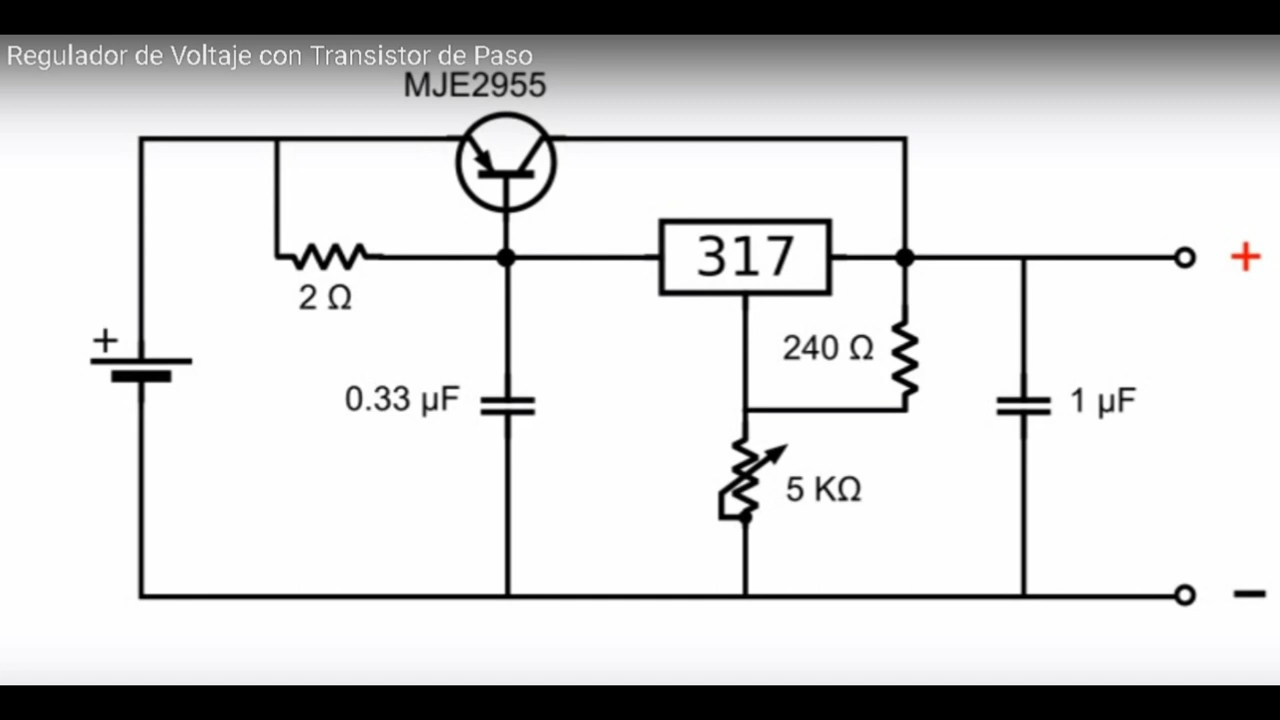 Regulador de Voltaje con Transistor de Paso
MJE2955
317
+
2 Ω
240 Ω
+
0.33 µF
1 µF
5 KΩ
−